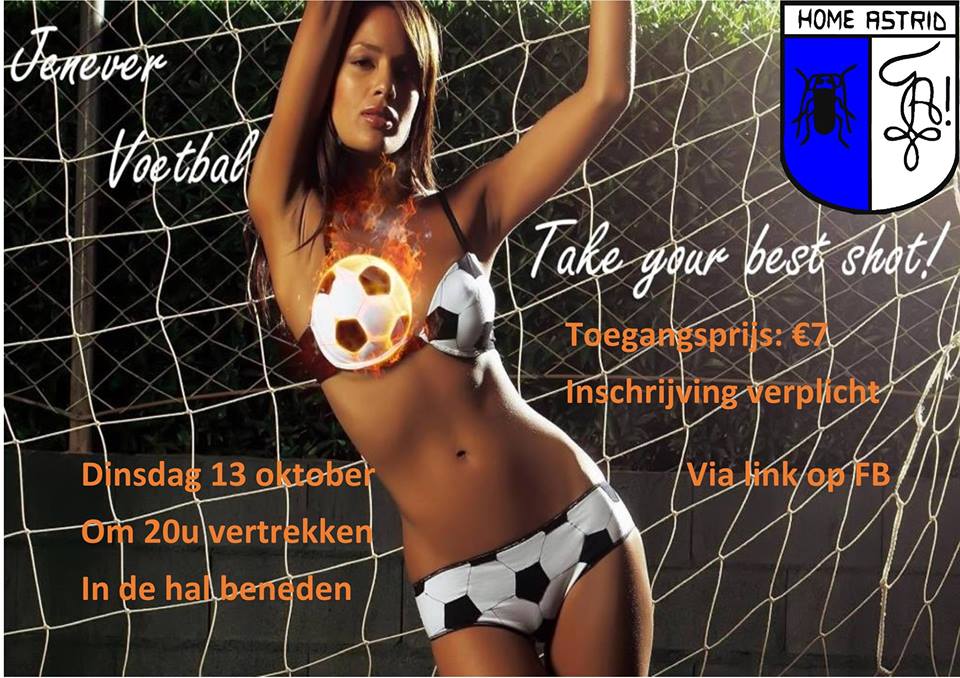 Jenever
Voetbal
HOME ASTRID
Take your best shot!
Toegangsprijs: €7
Inschrijving verplicht
Dinsdag 13 oktober
Via link op FB
Om 20u vertrekken
In de hal beneden